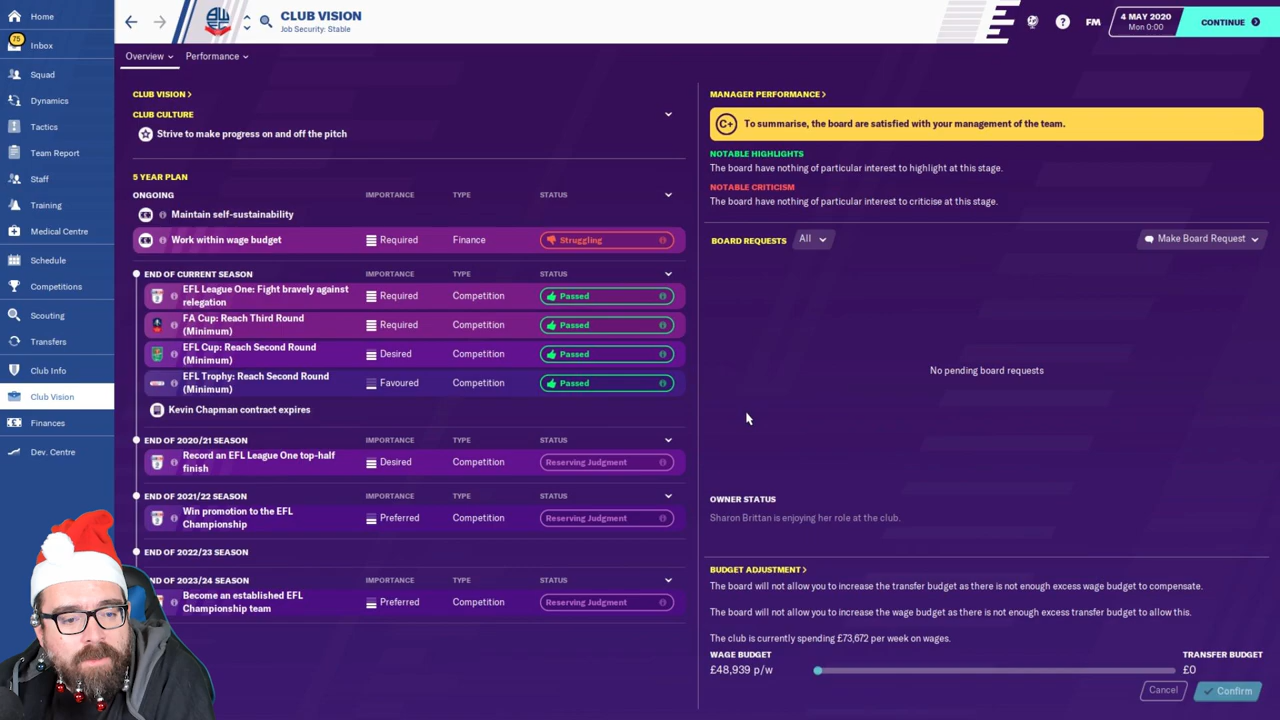 Home
75
Inbox
Squad
Dynamics
Tactics
Team Report
Staff
Training
Medical Centre
Schedule
Competitions
Scouting
Transfers
Club Info
Club Vision
Finances
Dev. Centre
CLUB VISION
Job Security: Stable
?
FM
4 MAY 2020
Mon 0:00
CONTINUE
Overview
Performance
CLUB VISION >
CLUB CULTURE
Strive to make progress on and off the pitch
5 YEAR PLAN
ONGOING IMPORTANCE TYPE STATUS
Maintain self-sustainability
Work within wage budget Required Finance Struggling
END OF CURRENT SEASON IMPORTANCE TYPE STATUS
EFL League One: Fight bravely against
relegation
Required Competition Passed
FA Cup: Reach Third Round
(Minimum)
Required Competition Passed
EFL Cup: Reach Second Round
(Minimum)
Desired Competition Passed
EFL Trophy: Reach Second Round
(Minimum)
Favoured Competition Passed
Kevin Chapman contract expires
END OF 2020/21 SEASON IMPORTANCE TYPE STATUS
Record an EFL League One top-half
finish
Desired Competition Reserving Judgment
END OF 2021/22 SEASON IMPORTANCE TYPE STATUS
Win promotion to the EFL
Championship
Preferred Competition Reserving Judgment
END OF 2022/23 SEASON
END OF 2023/24 SEASON IMPORTANCE TYPE STATUS
Become an established EFL
Championship team
Preferred Competition Reserving Judgment
MANAGER PERFORMANCE >
C+ To summarise, the board are satisfied with your management of the team.
NOTABLE HIGHLIGHTS
The board have nothing of particular interest to highlight at this stage.
NOTABLE CRITICISM
The board have nothing of particular interest to criticise at this stage.
BOARD REQUESTS All Make Board Request
No pending board requests
OWNER STATUS
Sharon Brittan is enjoying her role at the club.
BUDGET ADJUSTMENT >
The board will not allow you to increase the transfer budget as there is not enough excess wage budget to compensate.
The board will not allow you to increase the wage budget as there is not enough excess transfer budget to allow this.
The club is currently spending £73,672 per week on wages.
WAGE BUDGET TRANSFER BUDGET
£48,939 p/w £0
Cancel Confirm